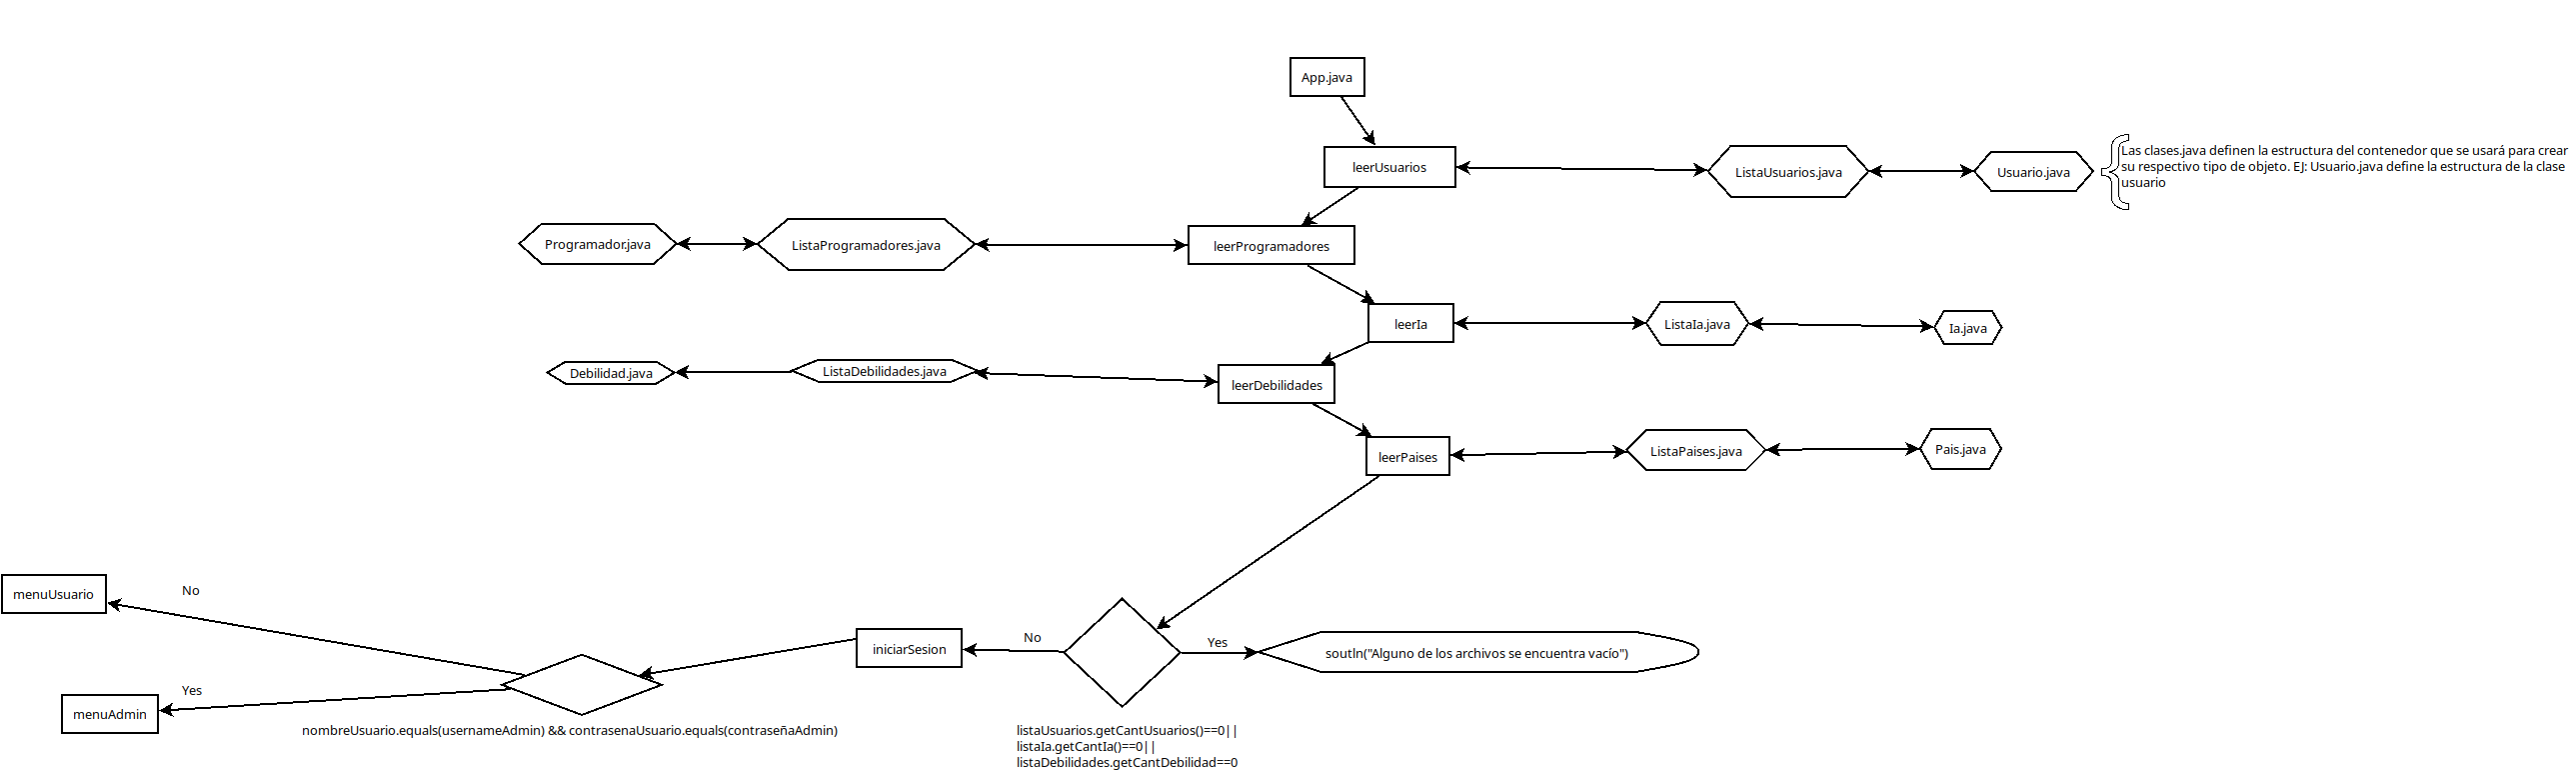 App.java
leerUsuarios
ListaUsuarios.java
Usuario.java
Las clases.java definen la estructura del contenedor que se usará para crear
su respectivo tipo de objeto. EJ: Usuario.java define la estructura de la clase
usuario
Programador.java
ListaProgramadores.java
leerProgramadores
leerIa
ListaIa.java
Ia.java
Debilidad.java
ListaDebilidades.java
leerDebilidades
leerPaises
ListaPaises.java
Pais.java
menuUsuario
No
iniciarSesion
No
Yes
soutln("Alguno de los archivos se encuentra vacío")
menuAdmin
Yes
nombreUsuario.equals(usernameAdmin) && contrasenaUsuario.equals(contraseñaAdmin)
listaUsuarios.getCantUsuarios()==0||
listaIa.getCantIa()==0||
listaDebilidades.getCantDebilidad==0